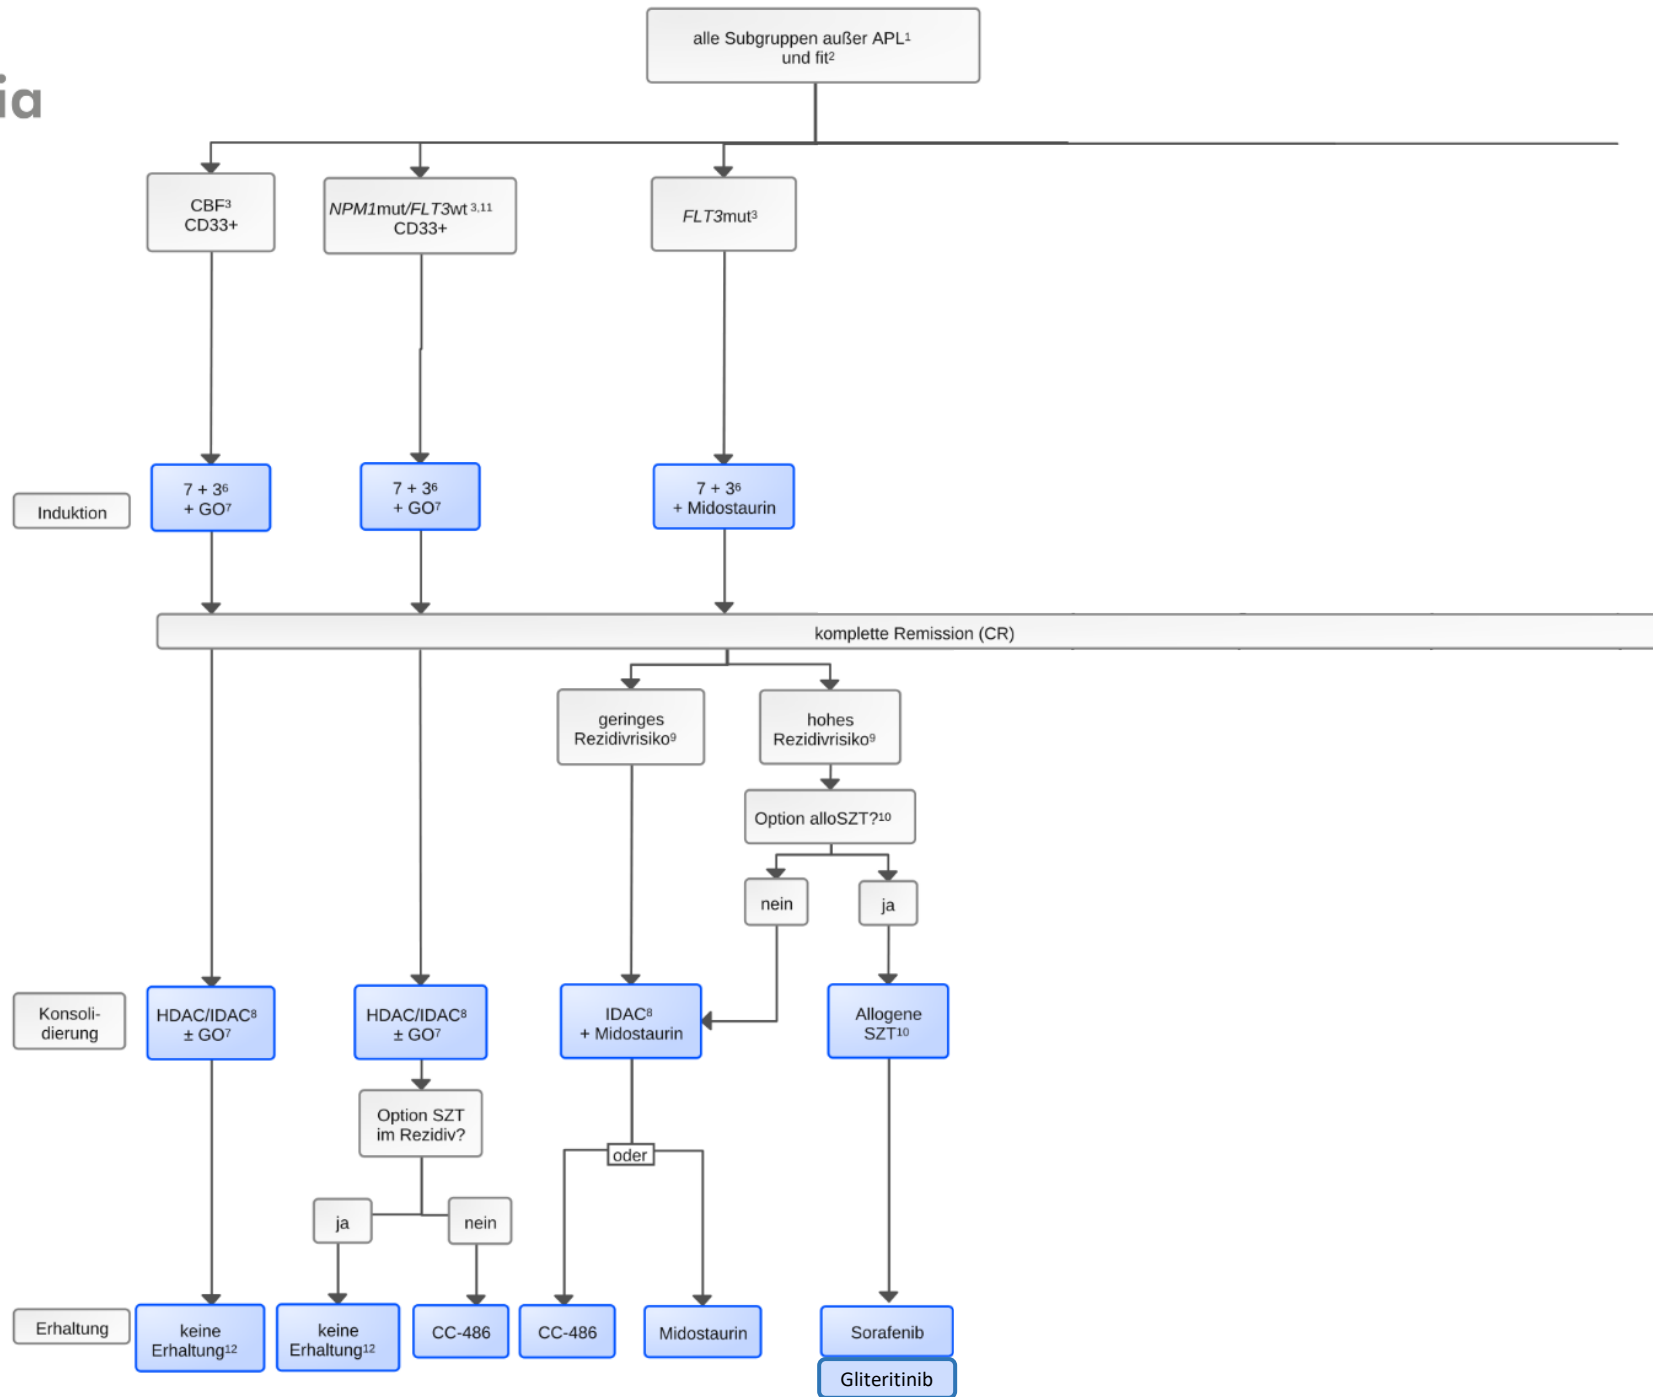 alle Subgruppen außer APL¹
und fit²
ia
CBF³
CD33+
NPM1mut/FLT3wt ³,¹¹
CD33+
FLT3mut³
Induktion
7 + 3⁶
+ GO⁷
7 + 3⁶
+ GO⁷
7 + 3⁶
+ Midostaurin
komplette Remission (CR)
geringes
Rezidivrisiko⁹
hohes
Rezidivrisiko⁹
Option alloSZT?¹⁰
nein
ja
Konsoli-
dierung
HDAC/IDAC⁸
± GO⁷
HDAC/IDAC⁸
± GO⁷
IDAC⁸
+ Midostaurin
Allogene
SZT¹⁰
Option SZT
im Rezidiv?
oder
ja
nein
Erhaltung
keine
Erhaltung¹²
keine
Erhaltung¹²
CC-486
CC-486
Midostaurin
Sorafenib
Gliteritinib